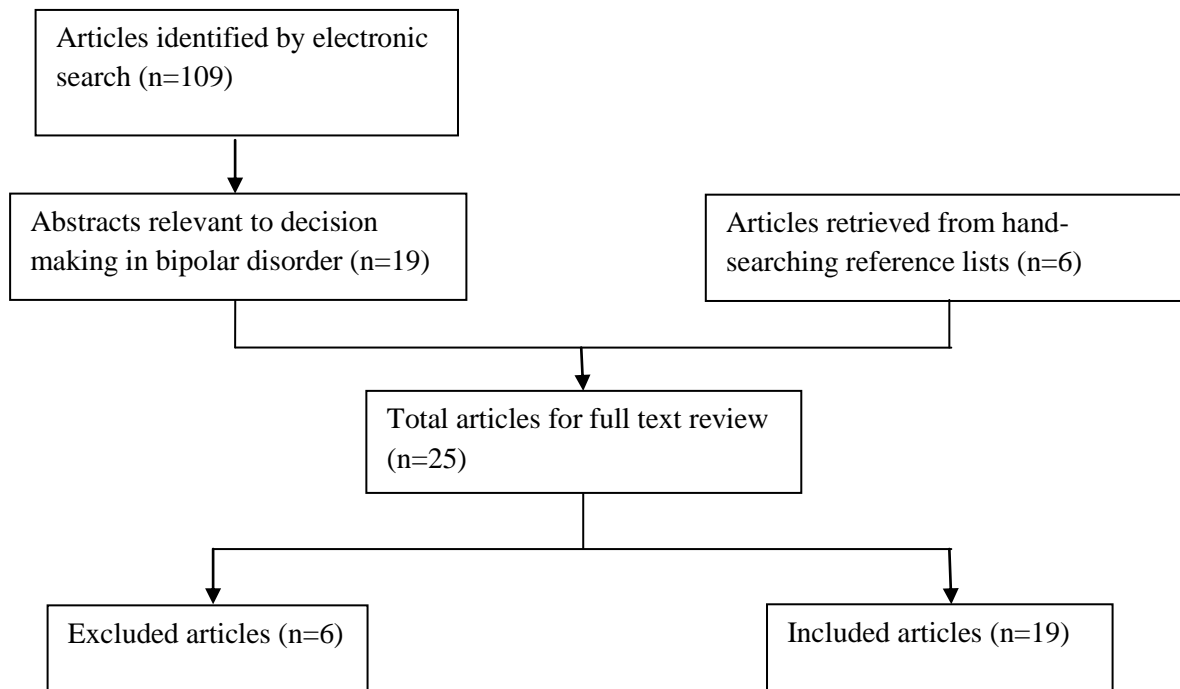 Articles identified by electronic
search (n=109)
Abstracts relevant to decision
making in bipolar disorder (n=19)
Articles retrieved from hand-
searching reference lists (n=6)
Total articles for full text review
(n=25)
Excluded articles (n=6)
Included articles (n=19)